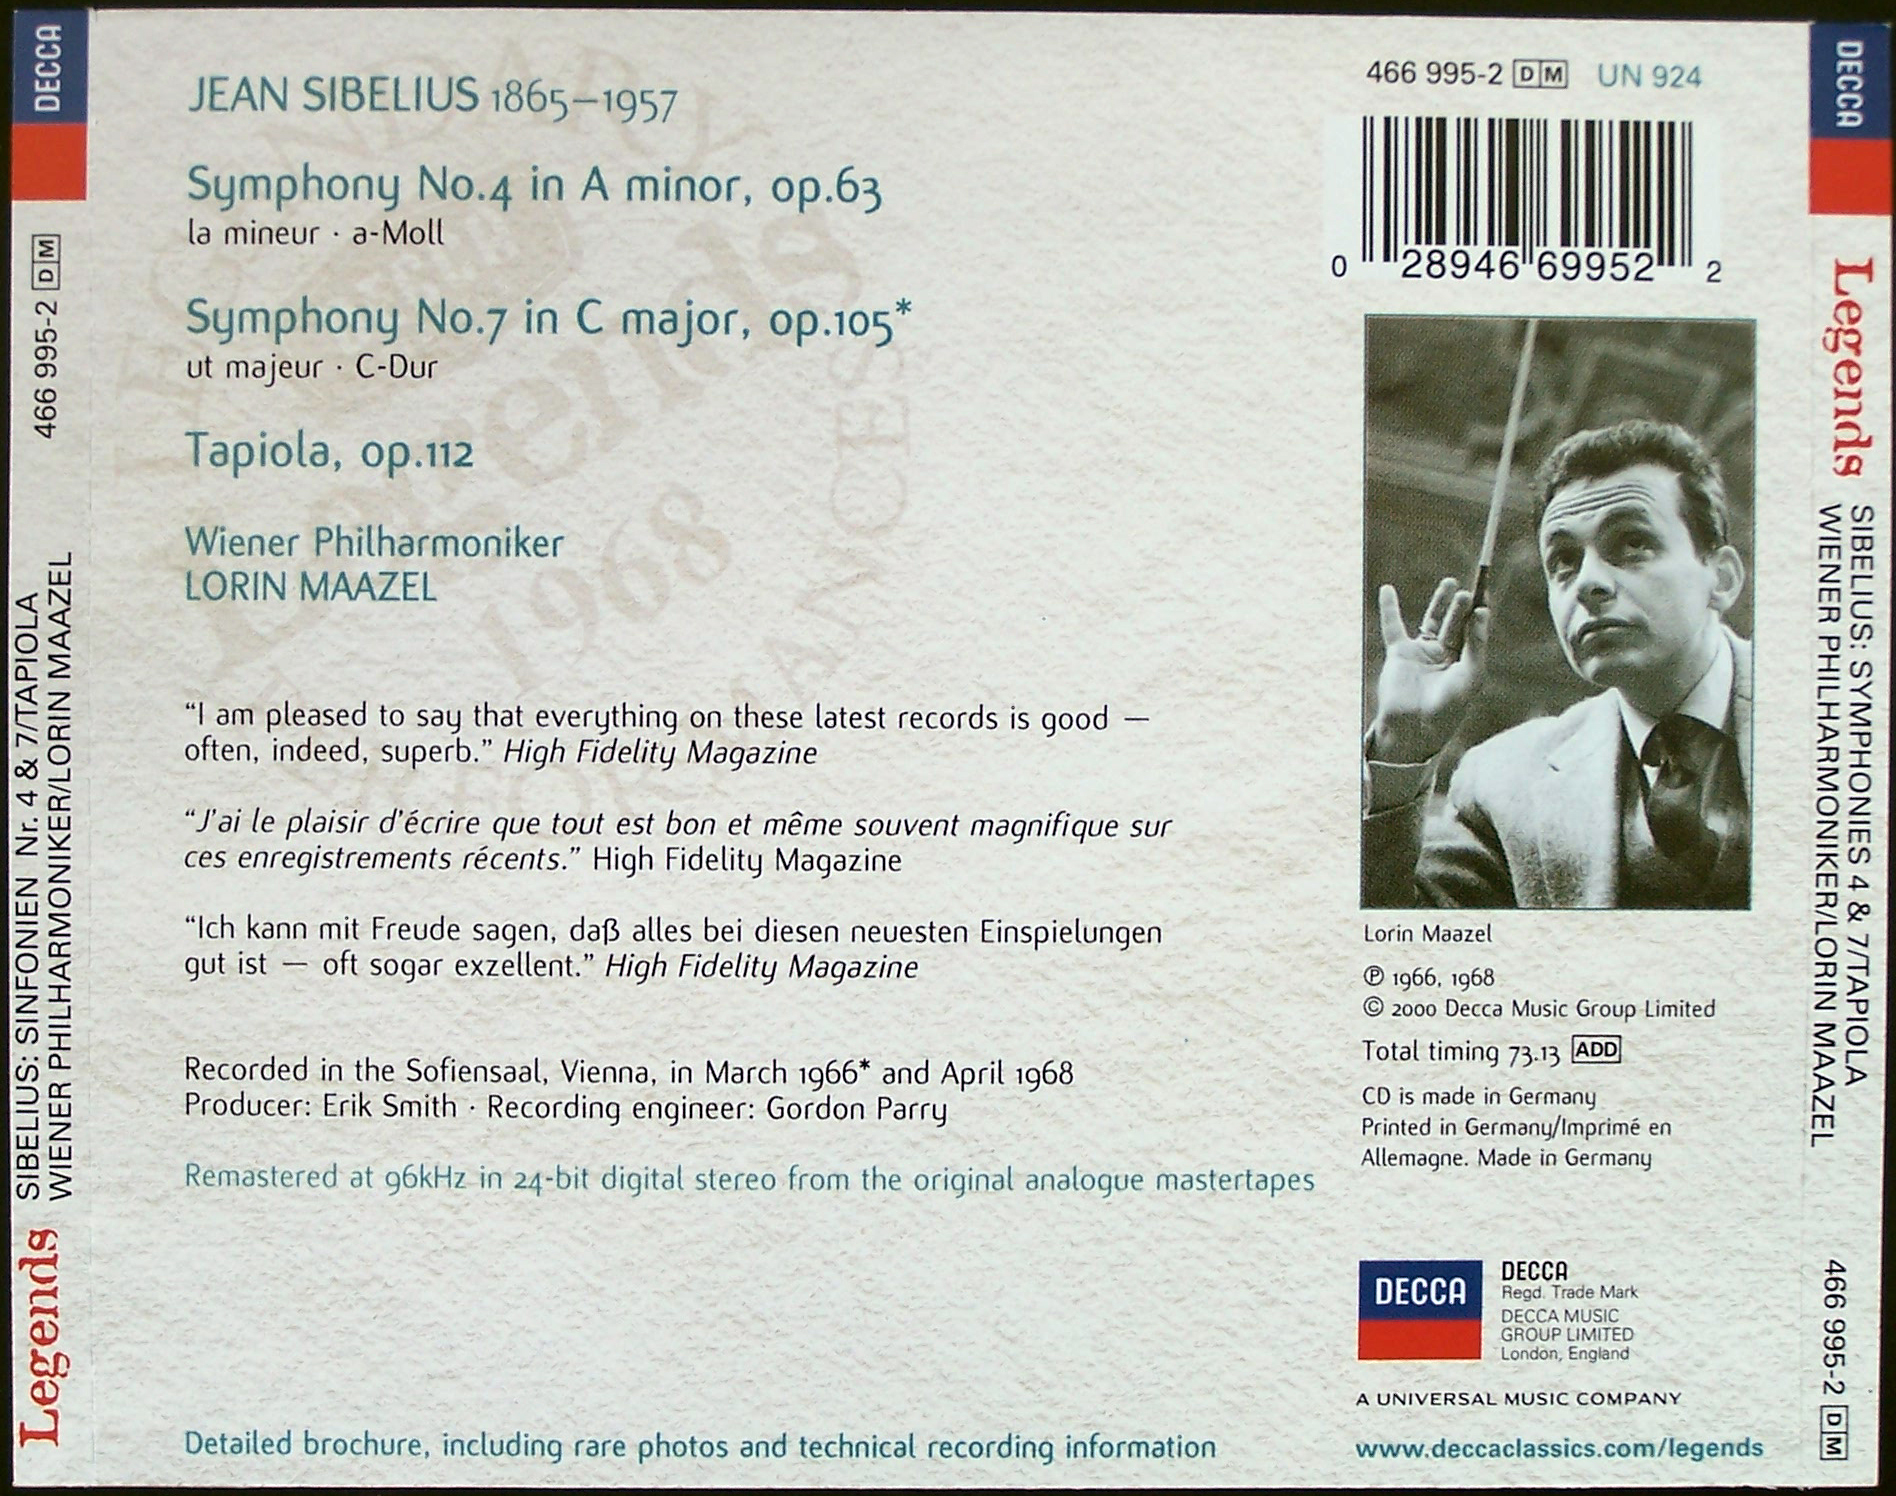 DECCA
466 995-2 DM
SIBELIUS: SINFONIEN Nr. 4 & 7/TAPIOLA
WIENER PHILHARMONIKER/LORIN MAAZEL
Legends
JEAN SIBELIUS 1865–1957
Symphony No.4 in A minor, op.63
la mineur · a-Moll
Symphony No.7 in C major, op.105*
ut majeur · C-Dur
Tapiola, op.112
Wiener Philharmoniker
LORIN MAAZEL
Legends
1968
“I am pleased to say that everything on these latest records is good —
often, indeed, superb.” High Fidelity Magazine
“J’ai le plaisir d’écrire que tout est bon et même souvent magnifique sur
ces enregistrements récents.” High Fidelity Magazine
“Ich kann mit Freude sagen, daß alles bei diesen neuesten Einspielungen
gut ist — oft sogar exzellent.” High Fidelity Magazine
Recorded in the Sofiensaal, Vienna, in March 1966* and April 1968
Producer: Erik Smith · Recording engineer: Gordon Parry
Remastered at 96kHz in 24-bit digital stereo from the original analogue mastertapes
Detailed brochure, including rare photos and technical recording information
466 995-2 DM UN 924
0 28946 69952 2
Lorin Maazel
℗ 1966, 1968
© 2000 Decca Music Group Limited
Total timing 73.13 ADD
CD is made in Germany
Printed in Germany/Imprimé en
Allemagne. Made in Germany
DECCA
DECCA
Regd. Trade Mark
DECCA MUSIC
GROUP LIMITED
London, England
A UNIVERSAL MUSIC COMPANY
www.deccaclassics.com/legends
DECCA
Legends
SIBELIUS: SYMPHONIES 4 & 7/TAPIOLA
WIENER PHILHARMONIKER/LORIN MAAZEL
466 995-2 DM